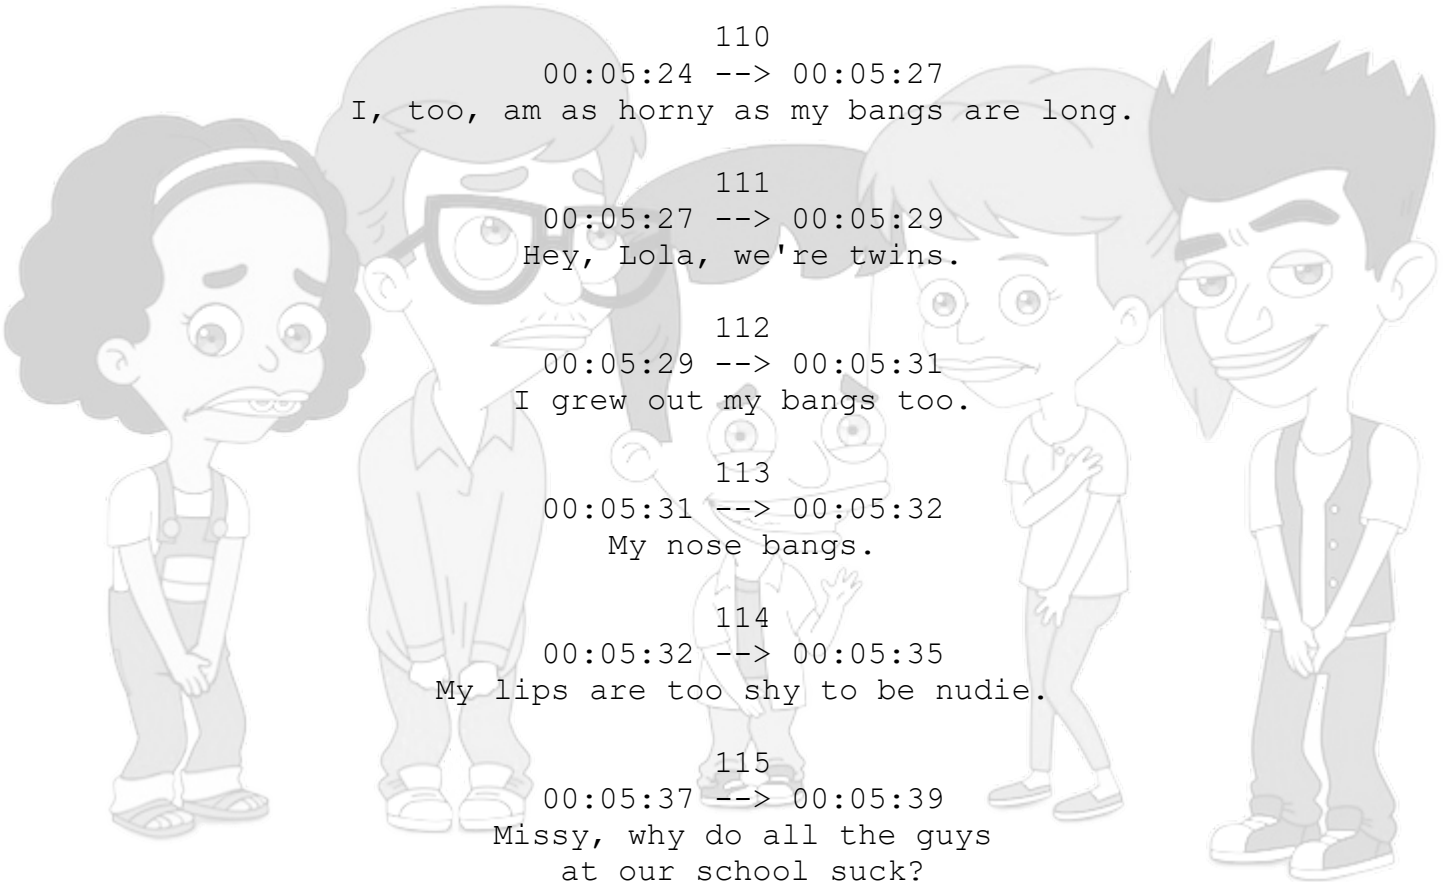 110
00:05:24 --> 00:05:27
I, too, am as horny as my bangs are long.
111
00:05:27 --> 00:05:29
Hey, Lola, we're twins.
112
00:05:29 --> 00:05:31
I grew out my bangs too.
113
00:05:31 --> 00:05:32
My nose bangs.
114
00:05:32 --> 00:05:35
My lips are too shy to be nudie.
115
00:05:37 --> 00:05:39
Missy, why do all the guys
at our school suck?